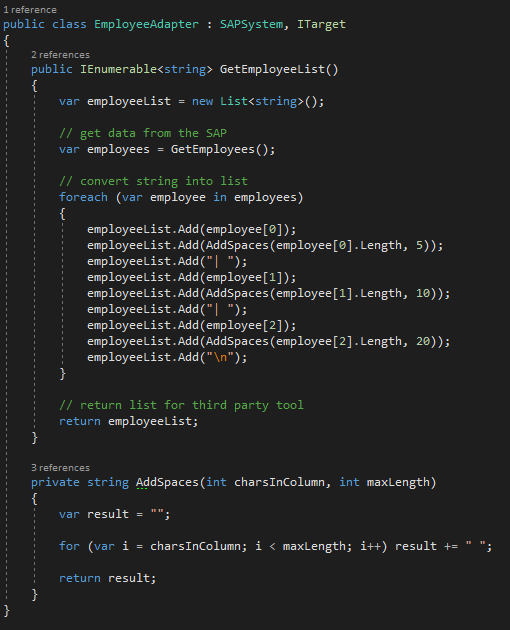 1 reference
public class EmployeeAdapter : SAPSystem, ITarget
{
2 references
public IEnumerable<string> GetEmployeeList()
{
var employeeList = new List<string>();
// get data from the SAP
var employees = GetEmployees();
// convert string into list
foreach (var employee in employees)
{
employeeList.Add(employee[0]);
employeeList.Add(AddSpaces(employee[0].Length, 5));
employeeList.Add("| ");
employeeList.Add(employee[1]);
employeeList.Add(AddSpaces(employee[1].Length, 10));
employeeList.Add("| ");
employeeList.Add(employee[2]);
employeeList.Add(AddSpaces(employee[2].Length, 20));
employeeList.Add("\n");
}
// return list for third party tool
return employeeList;
}
3 references
private string AddSpaces(int charsInColumn, int maxLength)
{
var result = "";
for (var i = charsInColumn; i < maxLength; i++) result += " ";
return result;
}
}